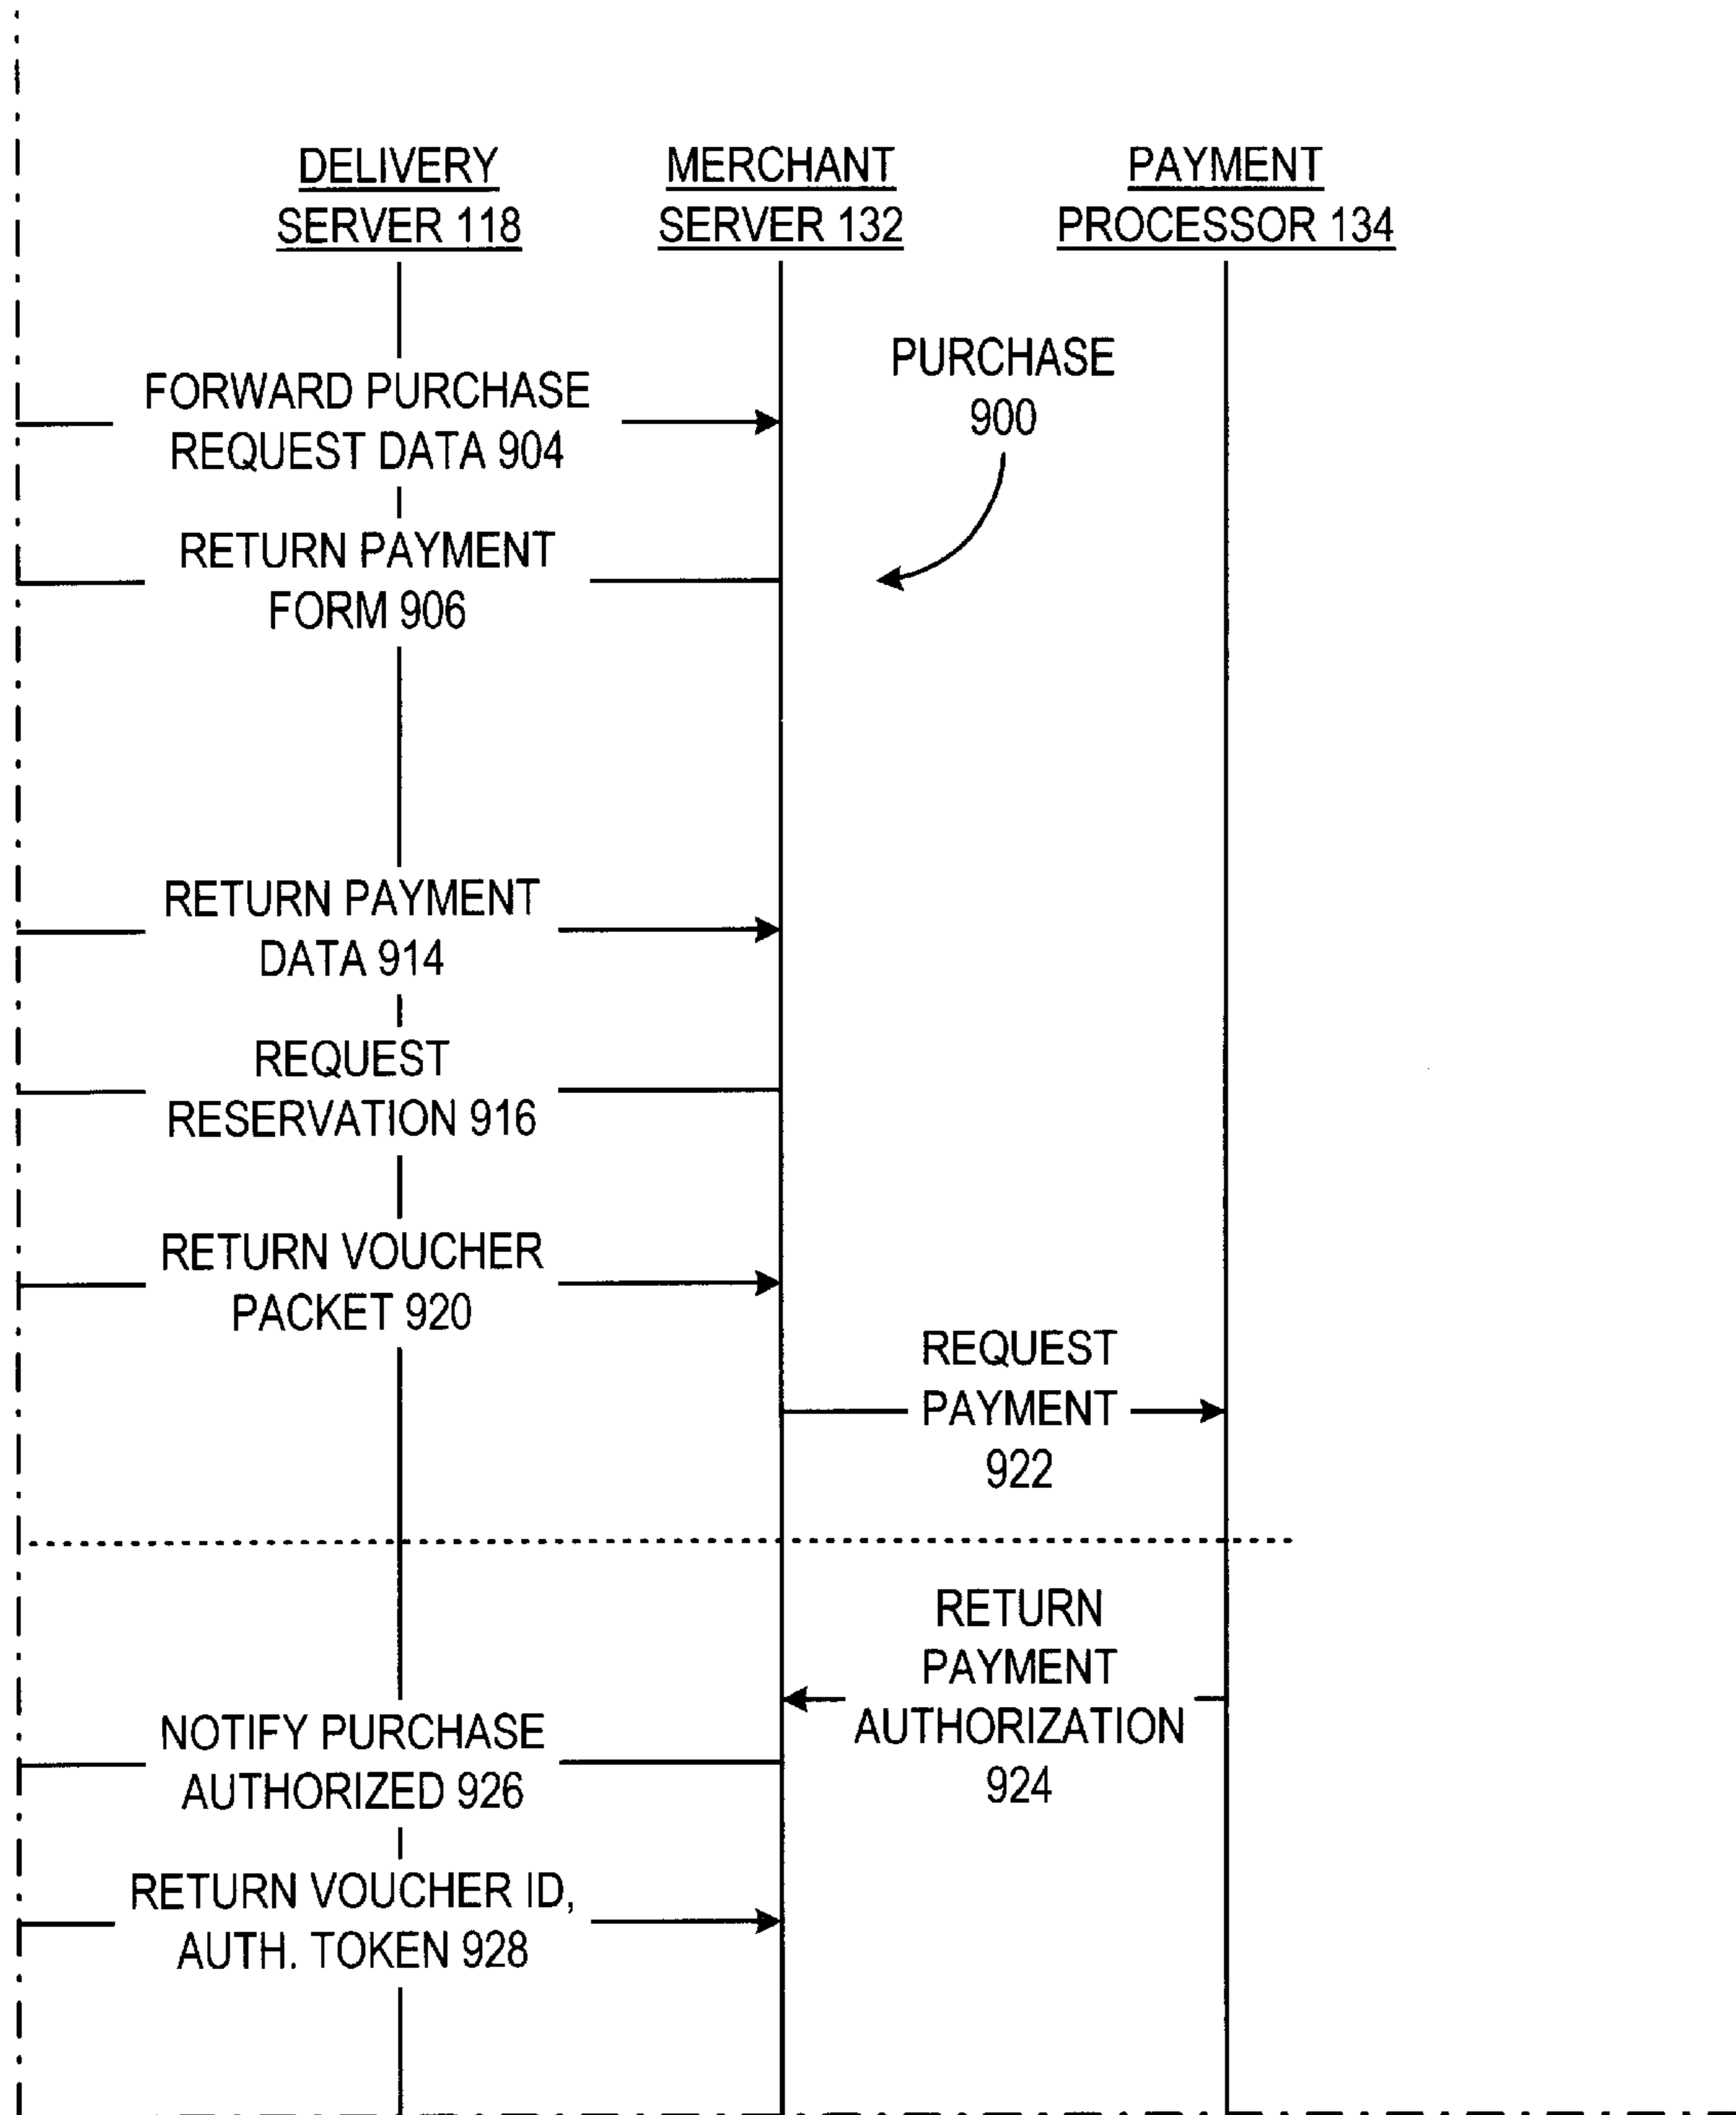 DELIVERY
SERVER 118
MERCHANT
SERVER 132
PAYMENT
PROCESSOR 134
PURCHASE
900
FORWARD PURCHASE
REQUEST DATA 904
RETURN PAYMENT
FORM 906
RETURN PAYMENT
DATA 914
REQUEST
RESERVATION 916
RETURN VOUCHER
PACKET 920
REQUEST
PAYMENT
922
RETURN
PAYMENT
AUTHORIZATION
924
NOTIFY PURCHASE
AUTHORIZED 926
RETURN VOUCHER ID,
AUTH. TOKEN 928